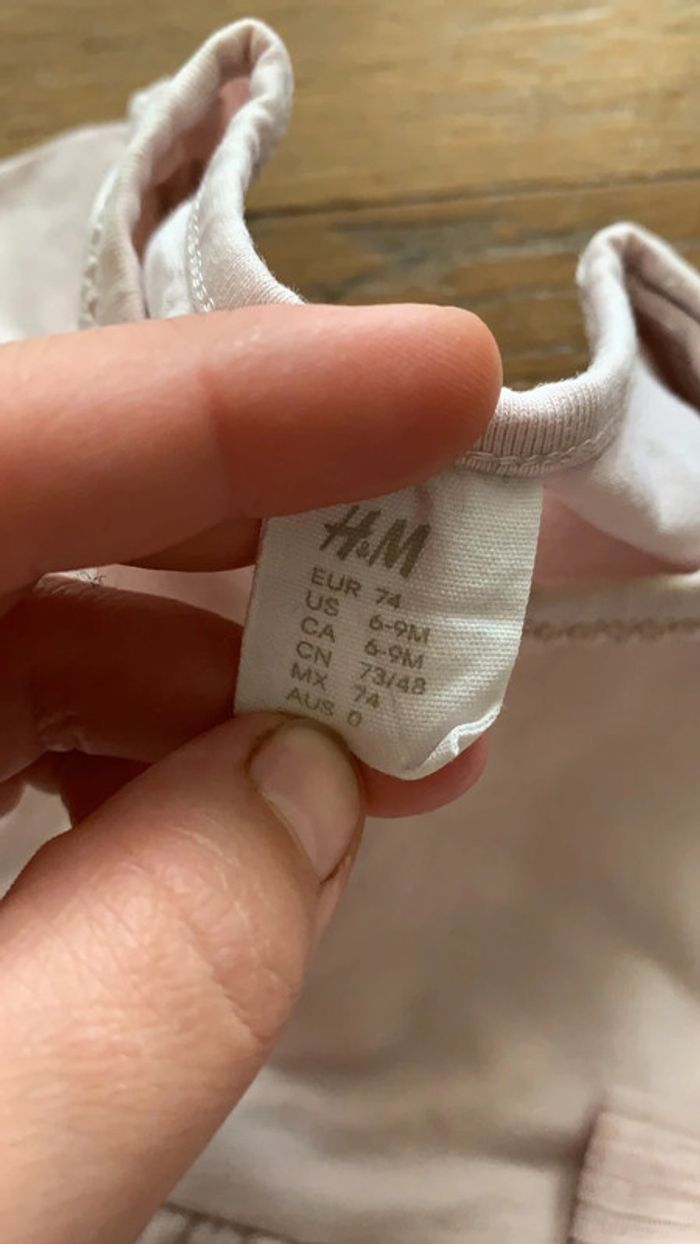 H&M
EUR 74
US 6-9M
CA 6-9M
CN 73/48
MX 74
AUS 0